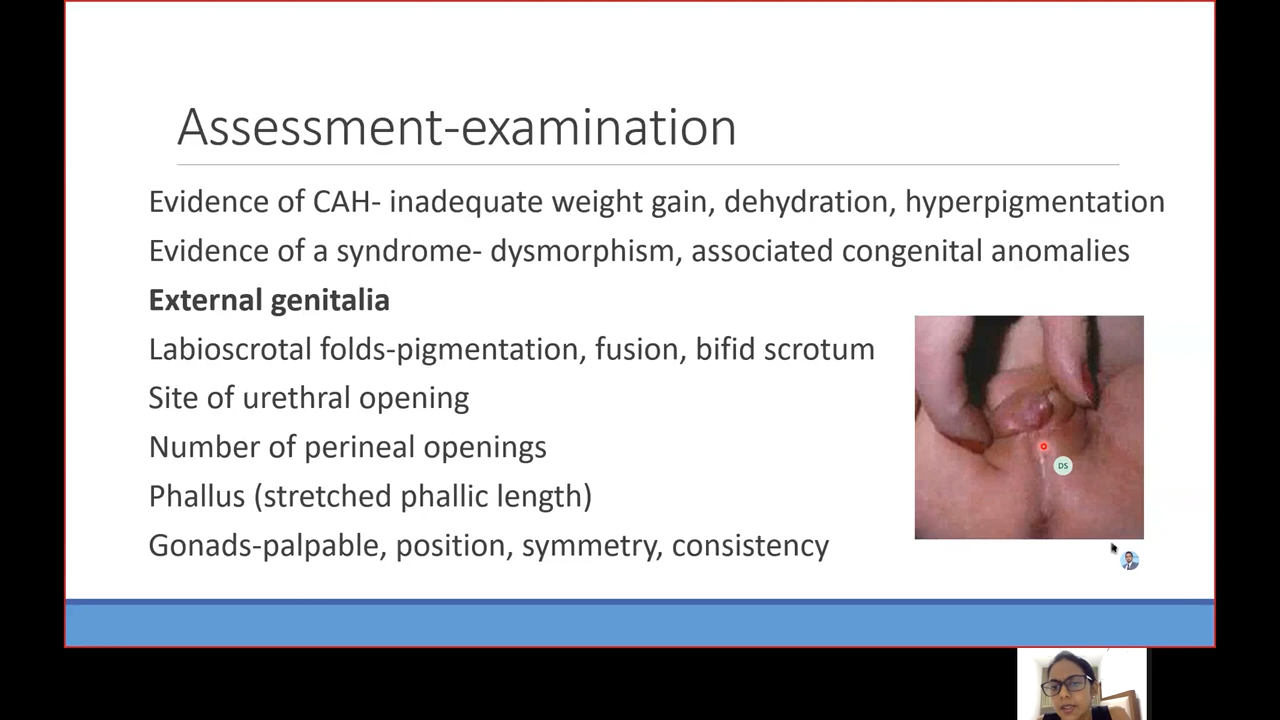 Assessment-examination
Evidence of CAH- inadequate weight gain, dehydration, hyperpigmentation
Evidence of a syndrome- dysmorphism, associated congenital anomalies
External genitalia
Labioscrotal folds-pigmentation, fusion, bifid scrotum
Site of urethral opening
Number of perineal openings
Phallus (stretched phallic length)
Gonads-palpable, position, symmetry, consistency
DS